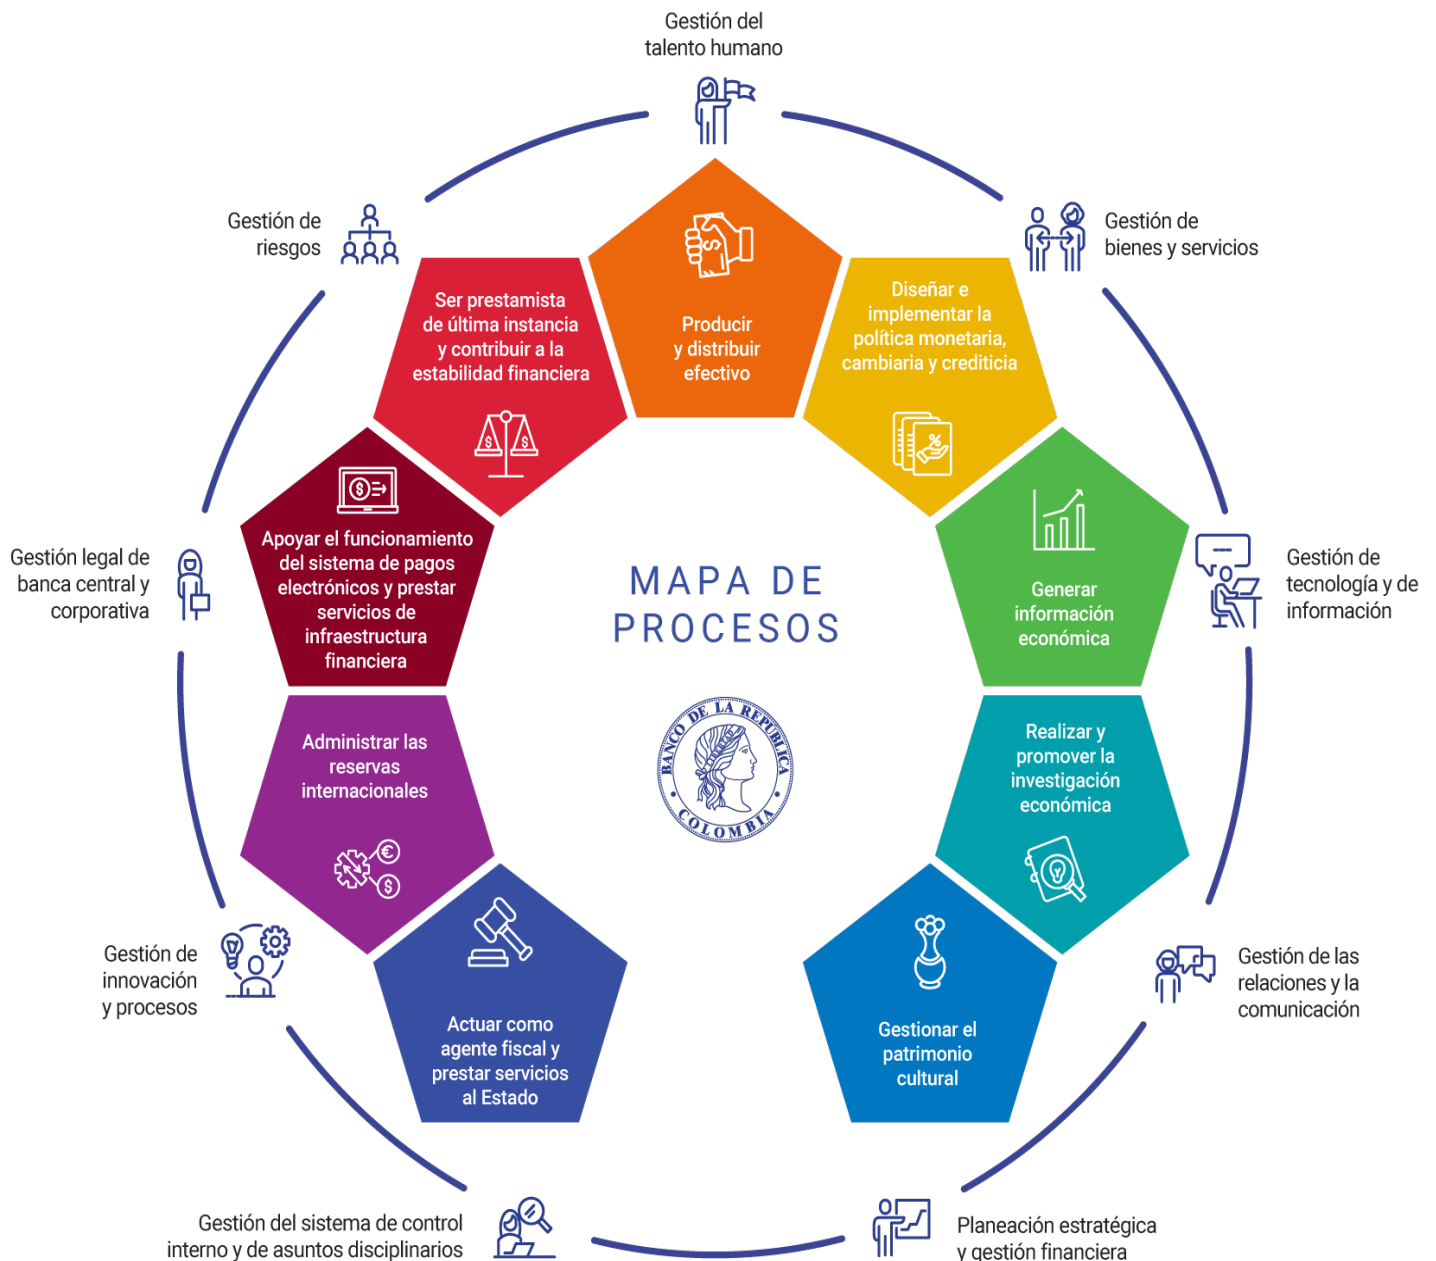 Gestión del
talento humano
Gestión de
riesgos
Gestión de
bienes y servicios
Ser prestamista
de última instancia
y contribuir a la
estabilidad financiera
$ $
$
Producir
y distribuir
efectivo
Diseñar e
implementar la
política monetaria,
cambiaria y crediticia
%
$
Apoyar el funcionamiento
del sistema de pagos
electrónicos y prestar
servicios de
infraestructura
financiera
Generar
información
económica
Gestión legal de
banca central y
corporativa
Gestión de
tecnología y de
información
MAPA DE
PROCESOS
BANCO DE LA REPÚBLICA
COLOMBIA
Administrar las
reservas
internacionales
€
$
Realizar y
promover la
investigación
económica
Actuar como
agente fiscal y
prestar servicios
al Estado
Gestionar el
patrimonio
cultural
Gestión de
innovación
y procesos
Gestión de las
relaciones y la
comunicación
Gestión del sistema de control
interno y de asuntos disciplinarios
Planeación estratégica
y gestión financiera